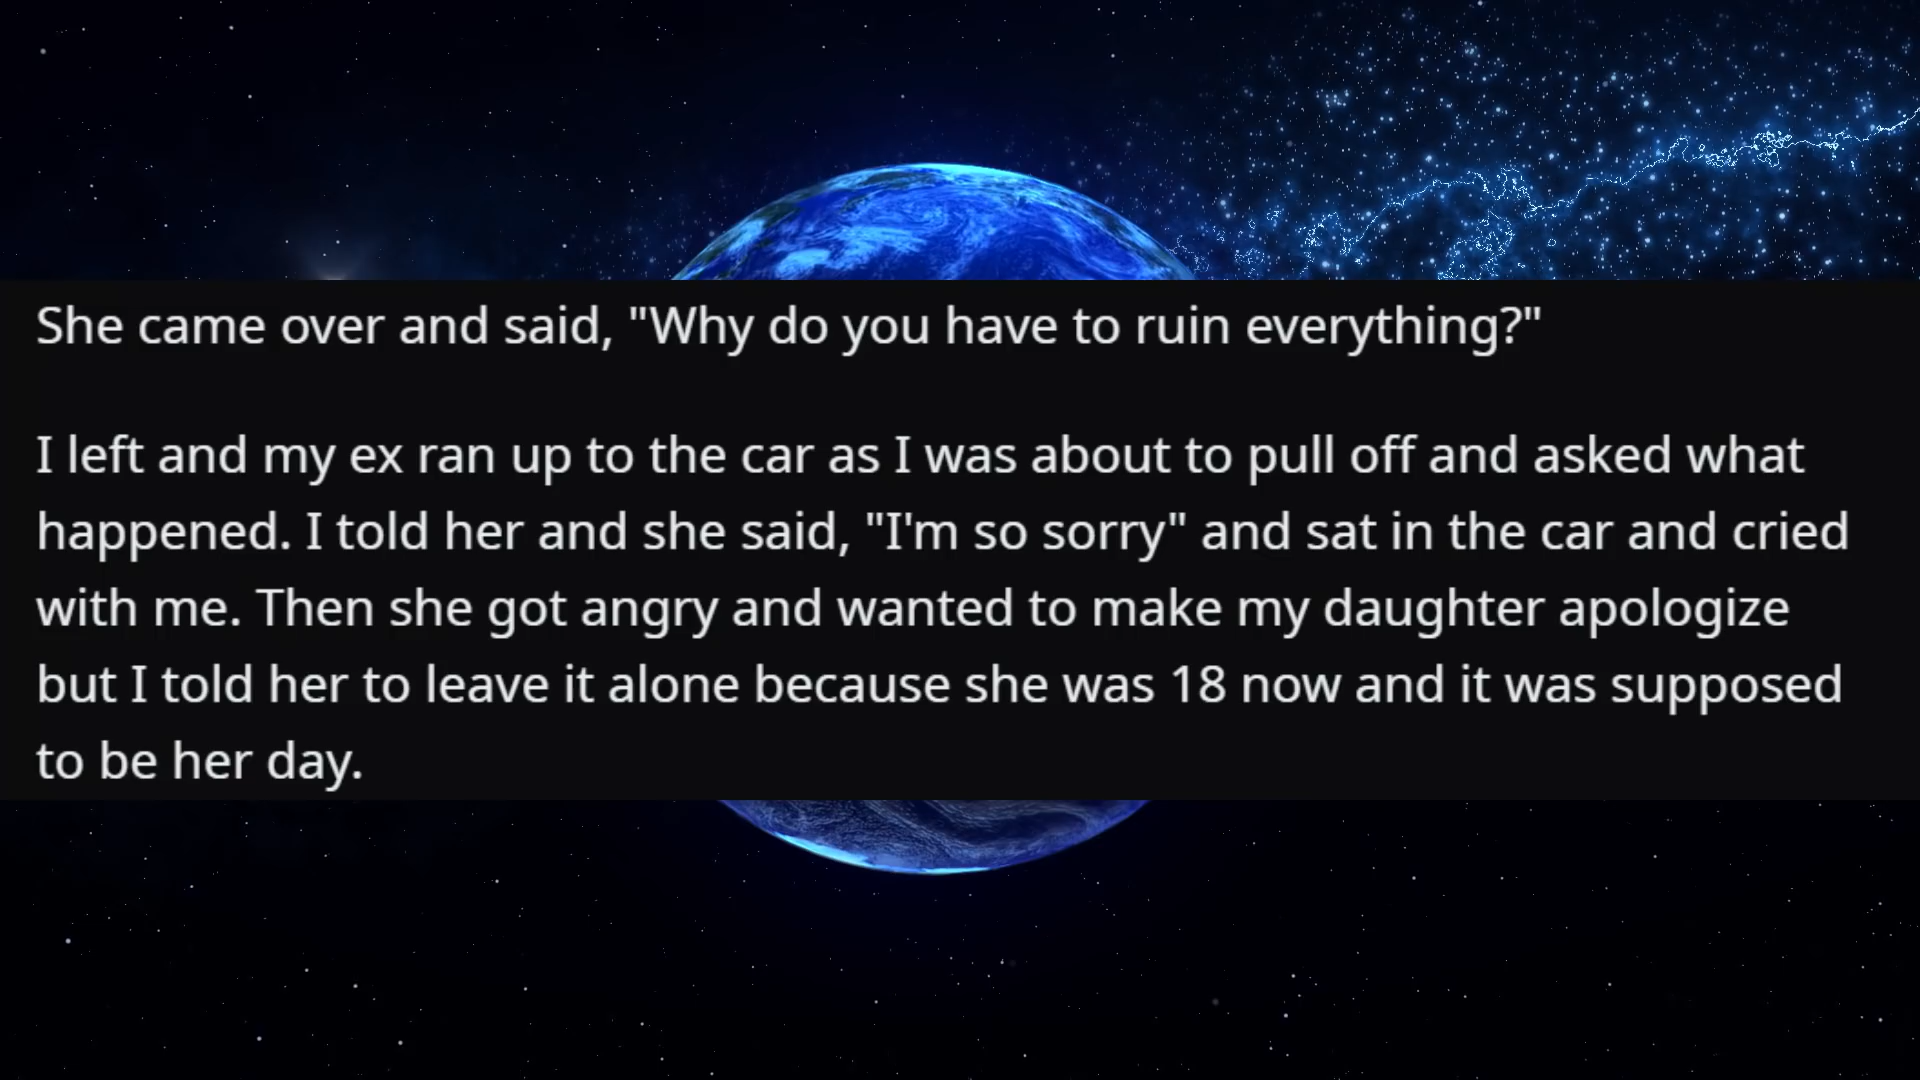 She came over and said, "Why do you have to ruin everything?"
I left and my ex ran up to the car as I was about to pull off and asked what
happened. I told her and she said, "I'm so sorry" and sat in the car and cried
with me. Then she got angry and wanted to make my daughter apologize
but I told her to leave it alone because she was 18 now and it was supposed
to be her day.